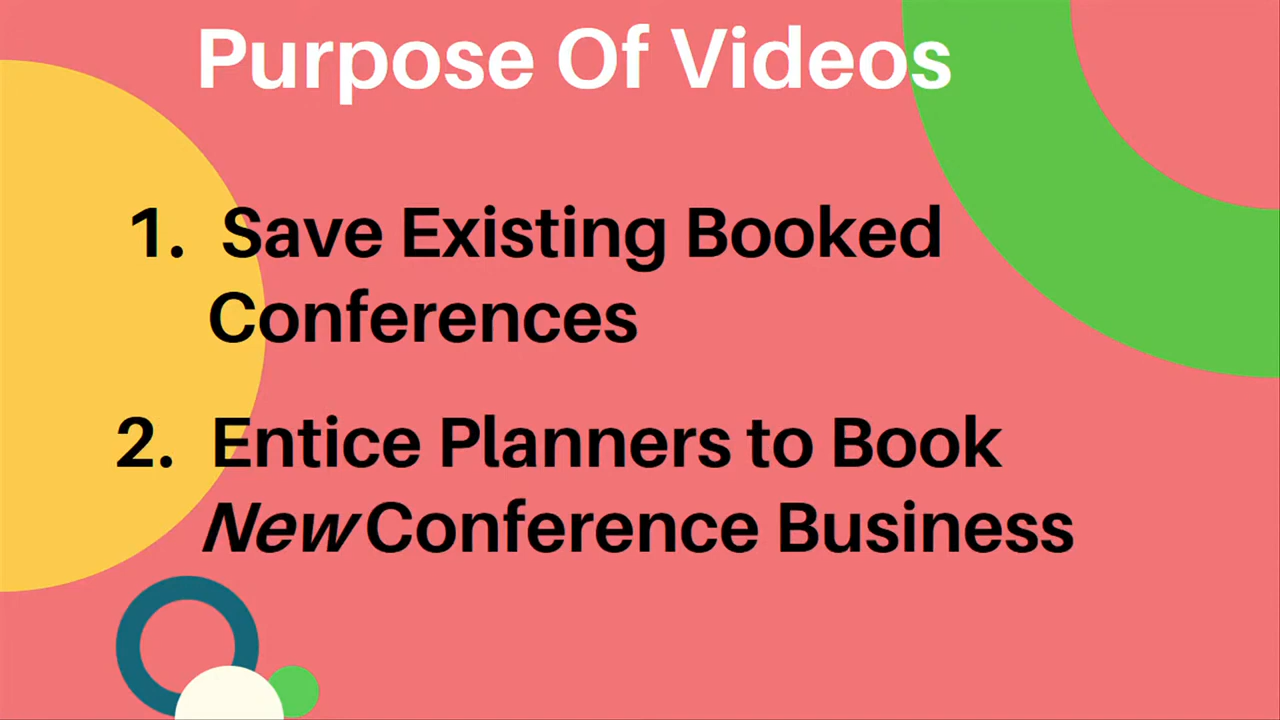 Purpose Of Videos
1. Save Existing Booked
Conferences
2. Entice Planners to Book
New Conference Business